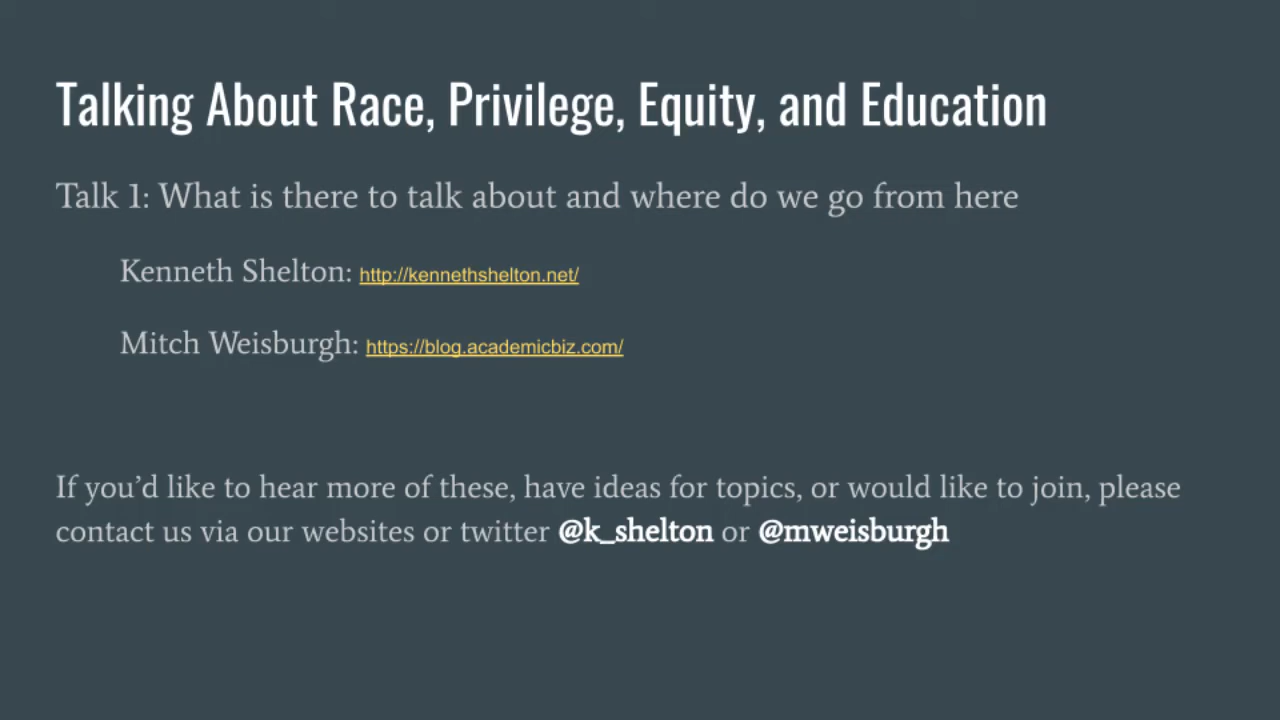 Talking About Race, Privilege, Equity, and Education
Talk 1: What is there to talk about and where do we go from here
Kenneth Shelton: http://kennethshelton.net/
Mitch Weisburgh: https://blog.academicbiz.com/
If you’d like to hear more of these, have ideas for topics, or would like to join, please
contact us via our websites or twitter @k_shelton or @mweisburgh